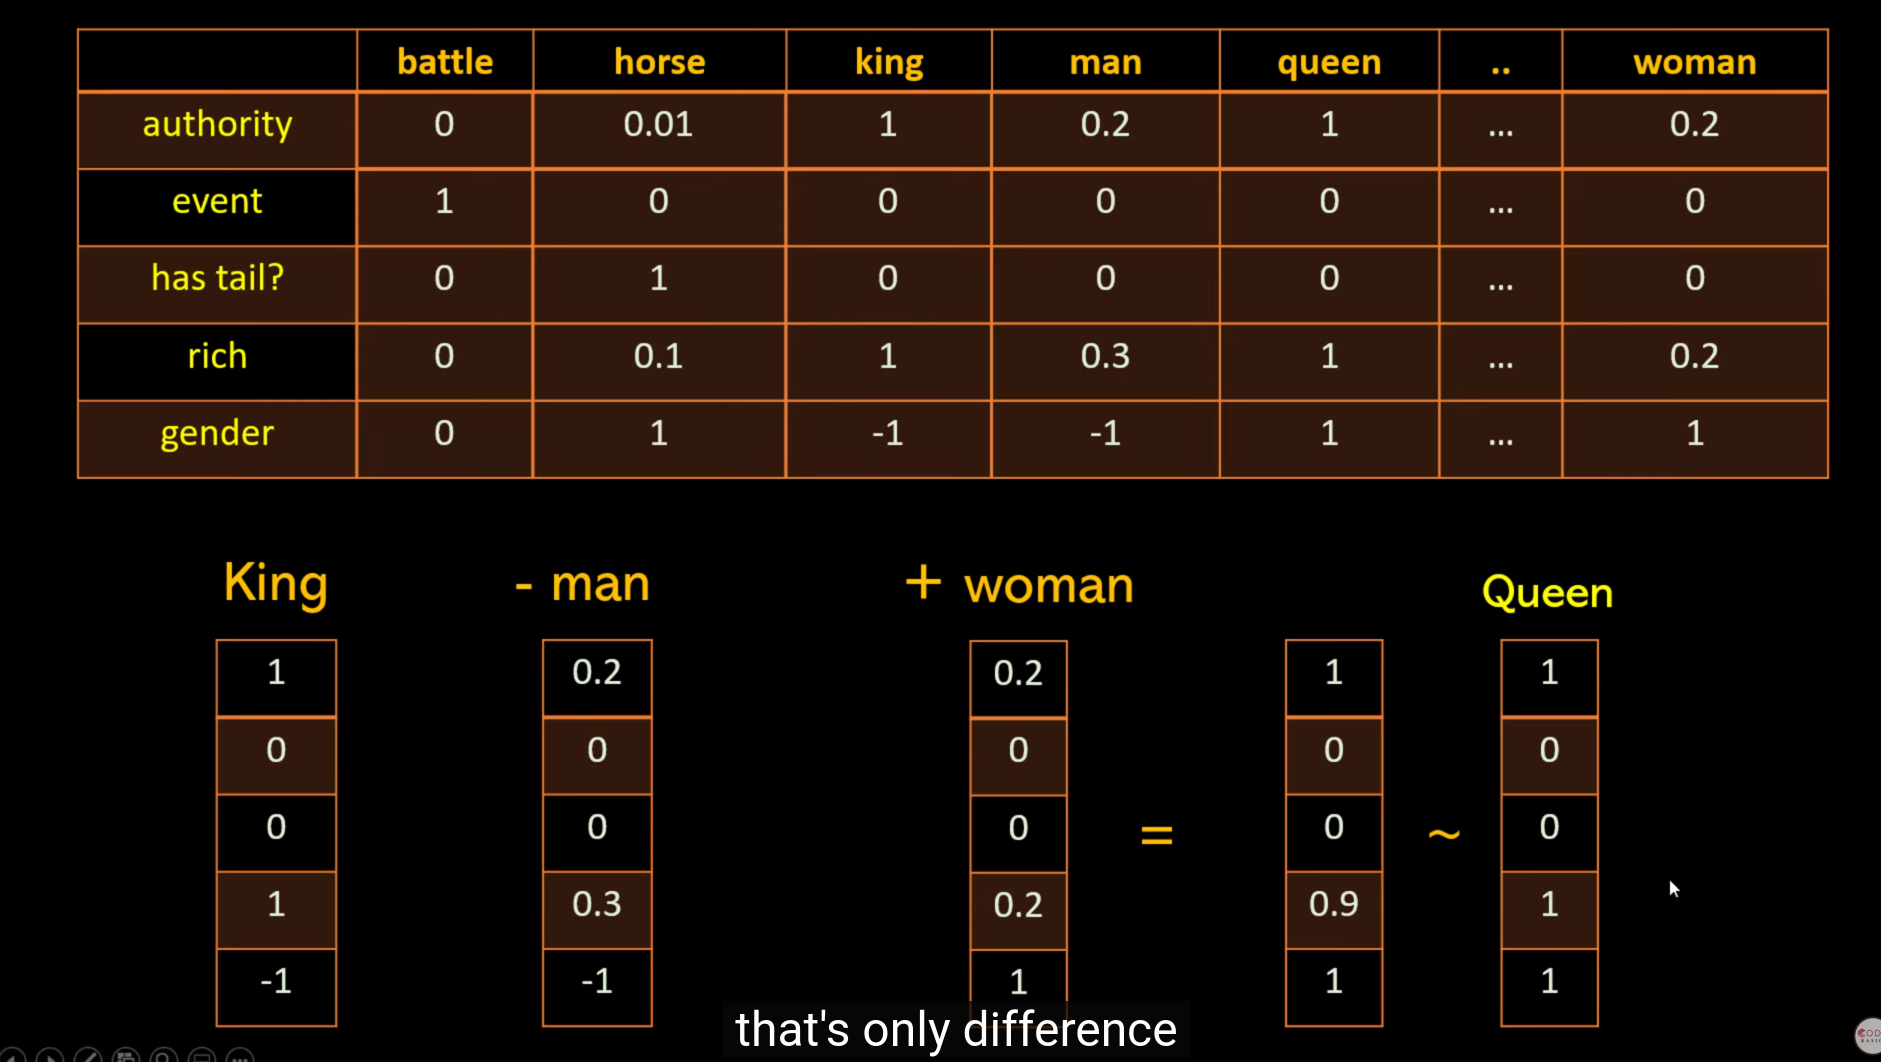 battle horse king man queen .. woman
authority 0 0.01 1 0.2 1 ... 0.2
event 1 0 0 0 0 ... 0
has tail? 0 1 0 0 0 ... 0
rich 0 0.1 1 0.3 1 ... 0.2
gender 0 1 -1 -1 1 ... 1
King - man + woman Queen
1 0.2 0.2 1 1
0 0 0 0 0
0 0 0 = 0 ~ 0
1 0.3 0.2 0.9 1
-1 -1 1 1 1
that's only difference